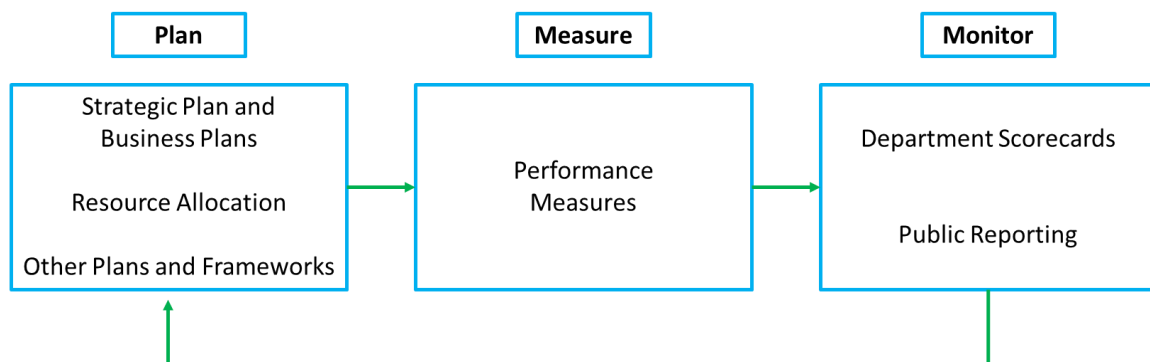 Plan
Measure
Monitor
Strategic Plan and
Business Plans
Resource Allocation
Other Plans and Frameworks
Performance
Measures
Department Scorecards
Public Reporting